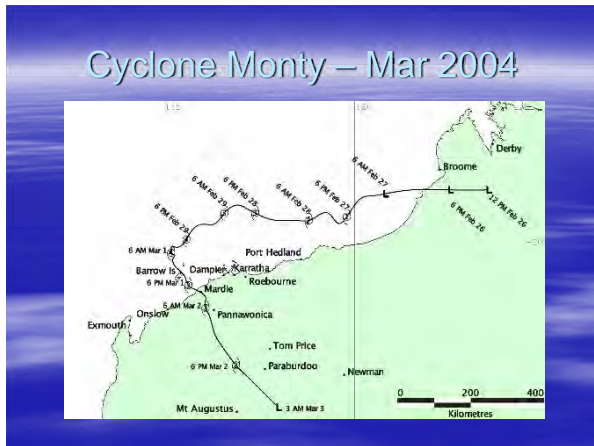 Cyclone Monty – Mar 2004
Derby
Broome
12 PM Feb 26
6 PM Feb 26
6 AM Feb 27
6 PM Feb 27
6 AM Feb 28
6 PM Feb 28
6 AM Feb 29
6 PM Feb 29
6 AM Mar 1
Port Hedland
Barrow Is
Dampier
Karratha
6 PM Mar 1
Roebourne
Mardie
6 AM Mar 2
Pannawonica
Onslow
Exmouth
Tom Price
6 PM Mar 2
Paraburdoo
Newman
Mt Augustus
L 3 AM Mar 3
0 200 400
Kilometres